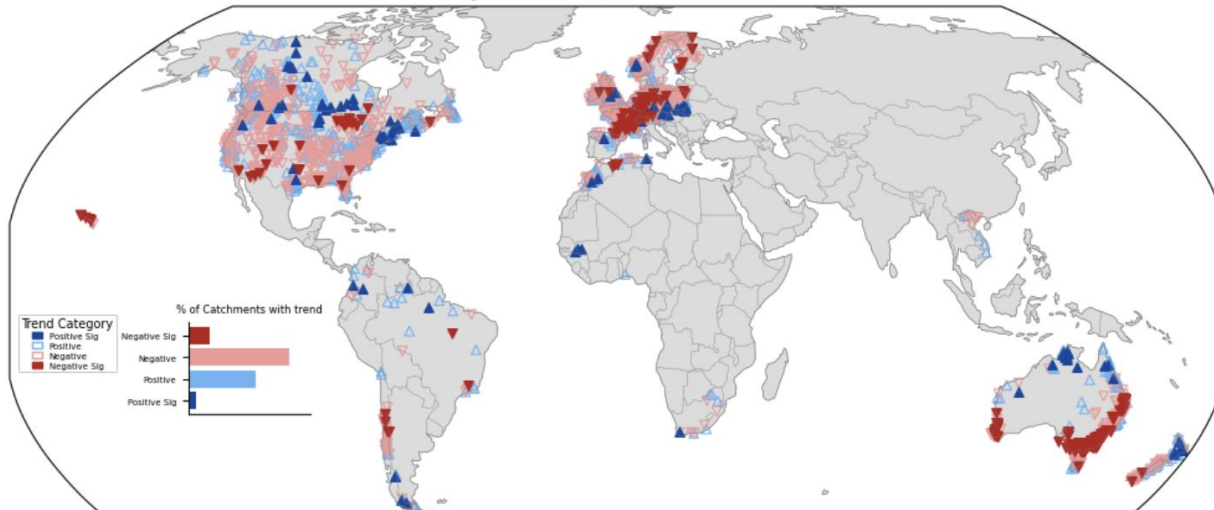 % of Catchments with trend
Trend Category
Positive Sig
Positive
Negative
Negative Sig
Negative Sig
Negative
Positive
Positive Sig